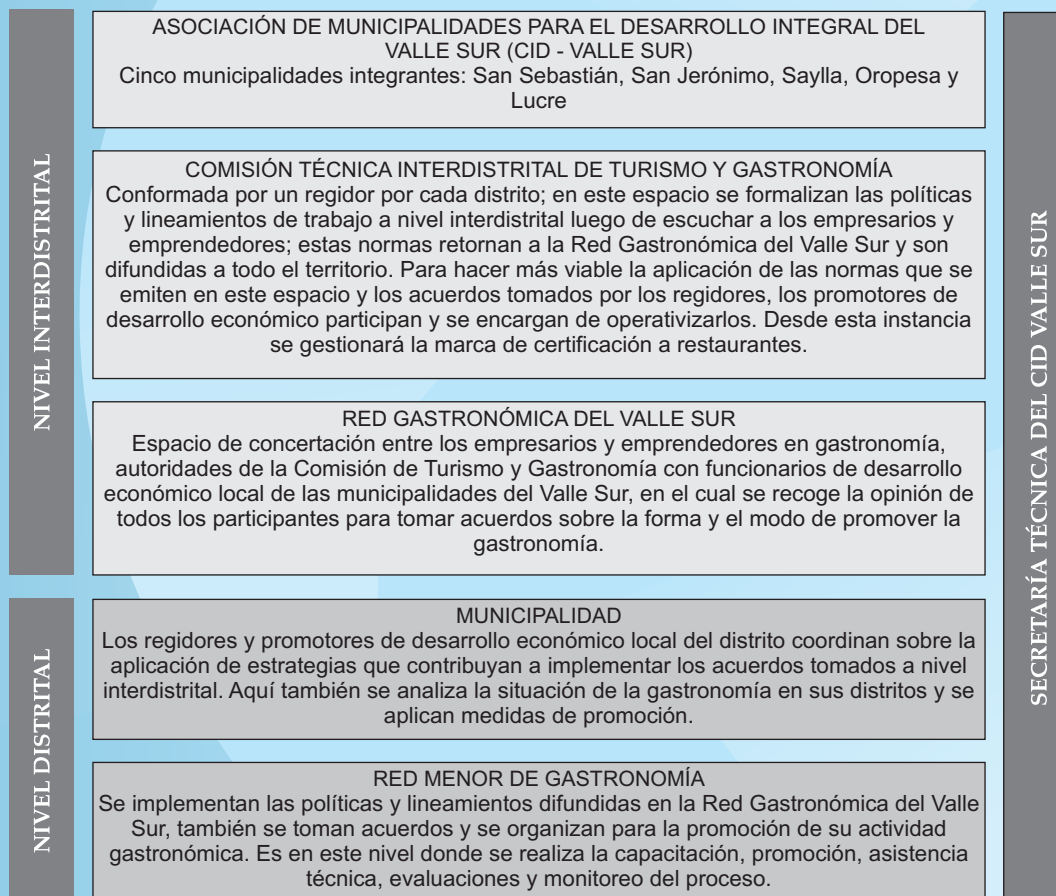 ASOCIACIÓN DE MUNICIPALIDADES PARA EL DESARROLLO INTEGRAL DEL
VALLE SUR (CID - VALLE SUR)
Cinco municipalidades integrantes: San Sebastián, San Jerónimo, Saylla, Oropesa y
Lucre
NIVEL INTERDISTRITAL
COMISIÓN TÉCNICA INTERDISTRITAL DE TURISMO Y GASTRONOMÍA
Conformada por un regidor por cada distrito; en este espacio se formalizan las políticas
y lineamientos de trabajo a nivel interdistrital luego de escuchar a los empresarios y
emprendedores; estas normas retornan a la Red Gastronómica del Valle Sur y son
difundidas a todo el territorio. Para hacer más viable la aplicación de las normas que se
emiten en este espacio y los acuerdos tomados por los regidores, los promotores de
desarrollo económico participan y se encargan de operativizarlos. Desde esta instancia
se gestionará la marca de certificación a restaurantes.
RED GASTRONÓMICA DEL VALLE SUR
Espacio de concertación entre los empresarios y emprendedores en gastronomía,
autoridades de la Comisión de Turismo y Gastronomía con funcionarios de desarrollo
económico local de las municipalidades del Valle Sur, en el cual se recoge la opinión de
todos los participantes para tomar acuerdos sobre la forma y el modo de promover la
gastronomía.
NIVEL DISTRITAL
MUNICIPALIDAD
Los regidores y promotores de desarrollo económico local del distrito coordinan sobre la
aplicación de estrategias que contribuyan a implementar los acuerdos tomados a nivel
interdistrital. Aquí también se analiza la situación de la gastronomía en sus distritos y se
aplican medidas de promoción.
RED MENOR DE GASTRONOMÍA
Se implementan las políticas y lineamientos difundidas en la Red Gastronómica del Valle
Sur, también se toman acuerdos y se organizan para la promoción de su actividad
gastronómica. Es en este nivel donde se realiza la capacitación, promoción, asistencia
técnica, evaluaciones y monitoreo del proceso.
SECRETARÍA TÉCNICA DEL CID VALLE SUR